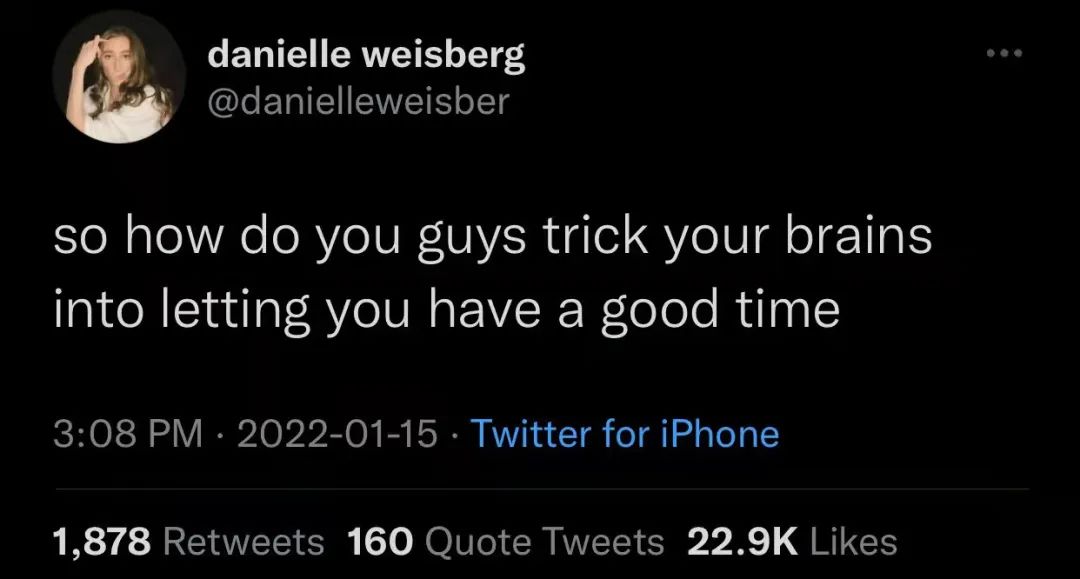 danielle weisberg
@danielleweisber
so how do you guys trick your brains
into letting you have a good time
3:08 PM · 2022-01-15 · Twitter for iPhone
1,878 Retweets 160 Quote Tweets 22.9K Likes